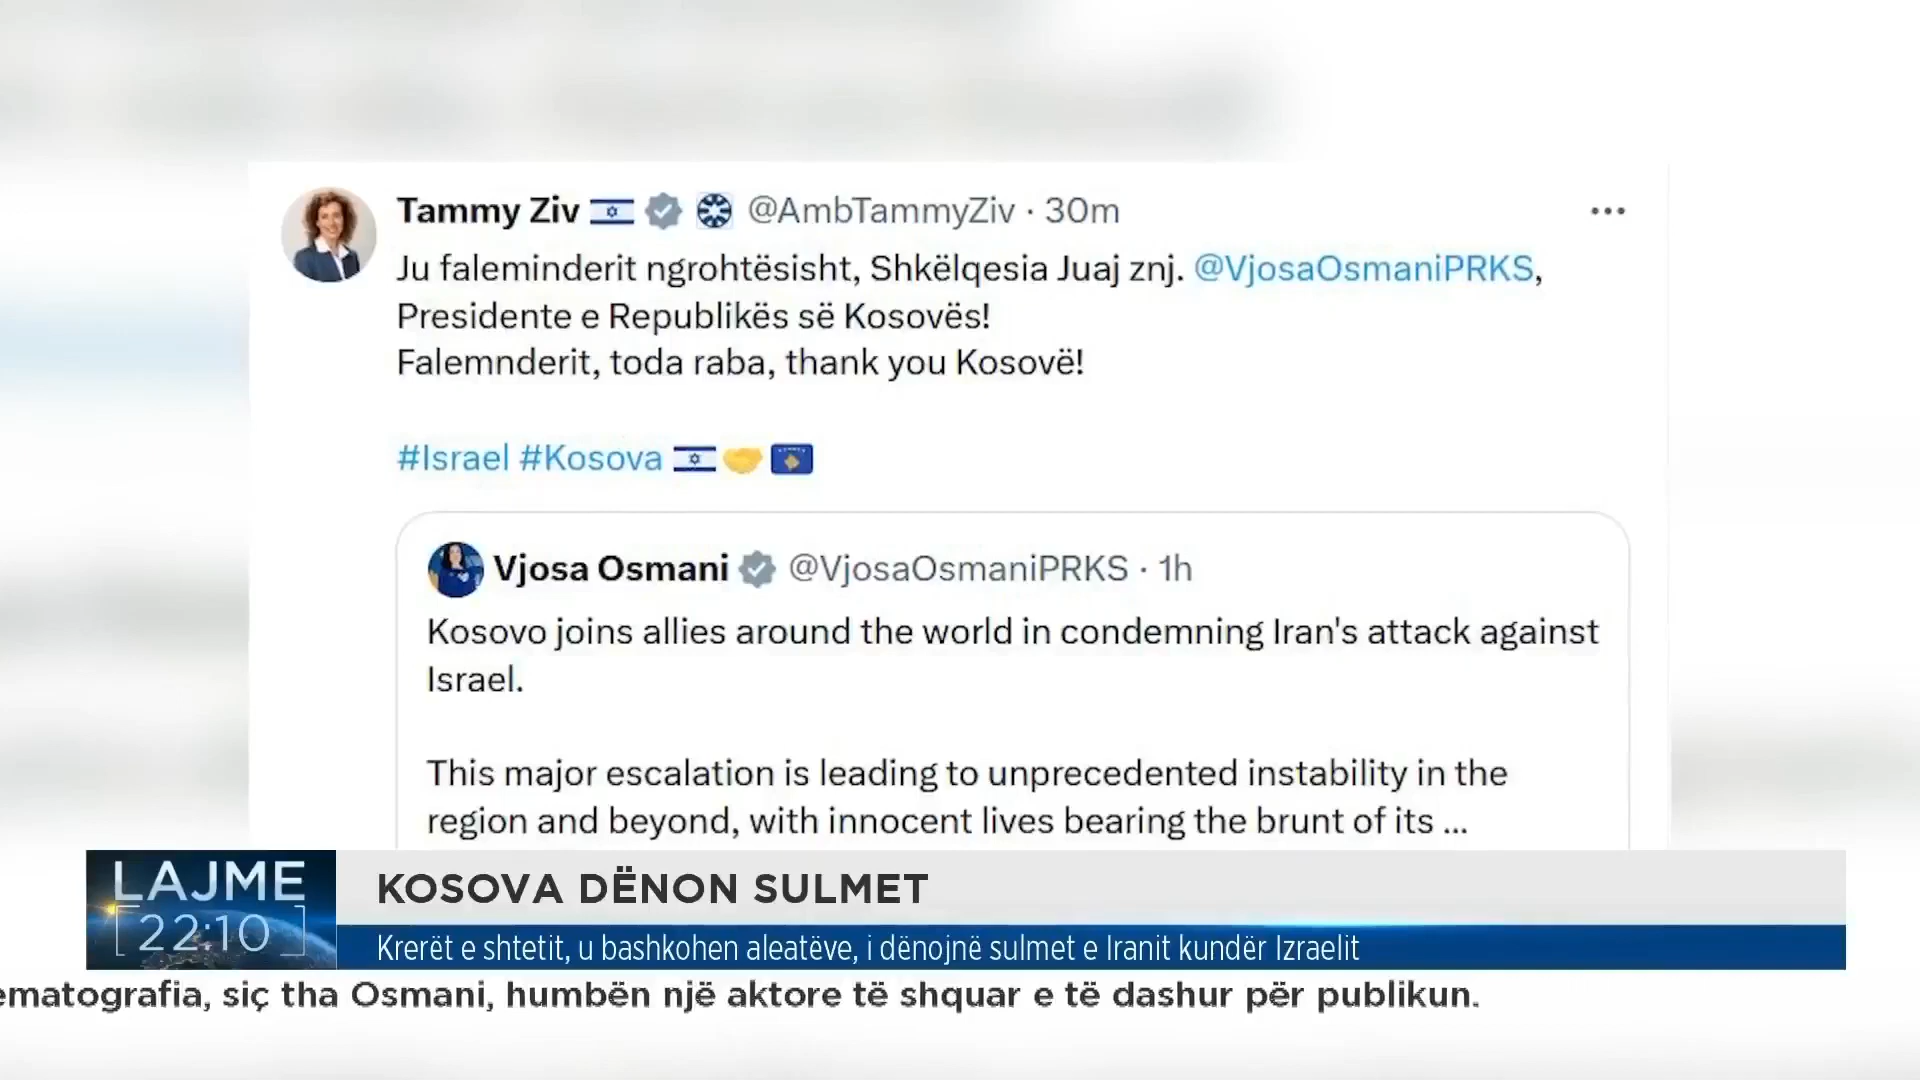 Tammy Ziv @AmbTammyZiv · 30m
Ju faleminderit ngrohtësisht, Shkëlqesia Juaj znj. @VjosaOsmaniPRKS,
Presidente e Republikës së Kosovës!
Falemnderit, toda raba, thank you Kosovë!
#Israel #Kosova
Vjosa Osmani @VjosaOsmaniPRKS · 1h
Kosovo joins allies around the world in condemning Iran's attack against
Israel.
This major escalation is leading to unprecedented instability in the
region and beyond, with innocent lives bearing the brunt of its ...
LAJME
22:10
KOSOVA DËNON SULMET
Krerët e shtetit, u bashkohen aleatëve, i dënojnë sulmet e Iranit kundër Izraelit
ematografia, siç tha Osmani, humbën një aktore të shquar e të dashur për publikun.